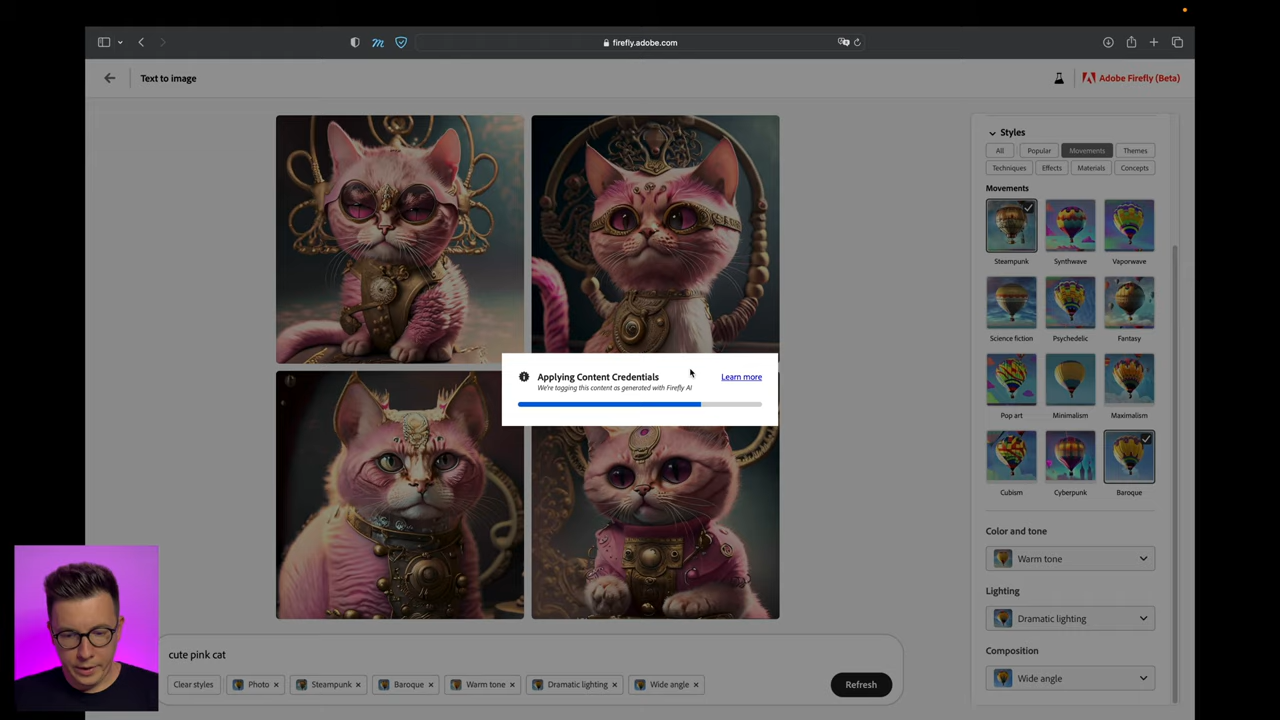 firefly.adobe.com
Text to image
Adobe Firefly (Beta)
Styles
All
Popular
Movements
Themes
Techniques
Effects
Materials
Concepts
Movements
Steampunk
Synthwave
Vaporwave
Science fiction
Psychedelic
Fantasy
Pop art
Minimalism
Maximalism
Cubism
Cyberpunk
Baroque
Color and tone
Warm tone
Lighting
Dramatic lighting
Composition
Wide angle
Applying Content Credentials
Learn more
We're tagging this content as generated with Firefly AI
cute pink cat
Clear styles
Photo
Steampunk
Baroque
Warm tone
Dramatic lighting
Wide angle
Refresh